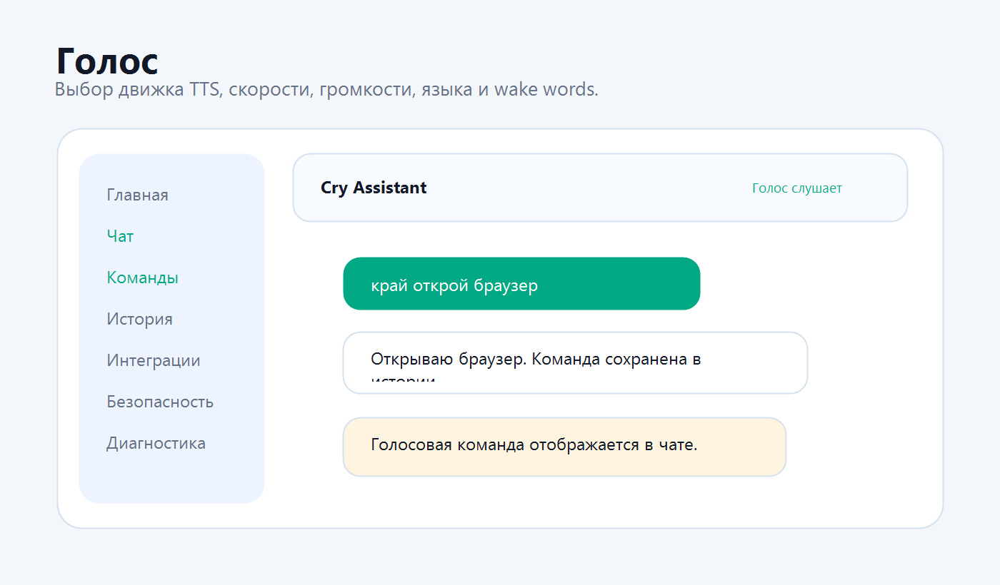 Голос
Выбор движка TTS, скорости, громкости, языка и wake words.
Главная
Чат
Команды
История
Интеграции
Безопасность
Диагностика
Cry Assistant
Голос слушает
край открой браузер
Открываю браузер. Команда сохранена в
истории.
Голосовая команда отображается в чате.